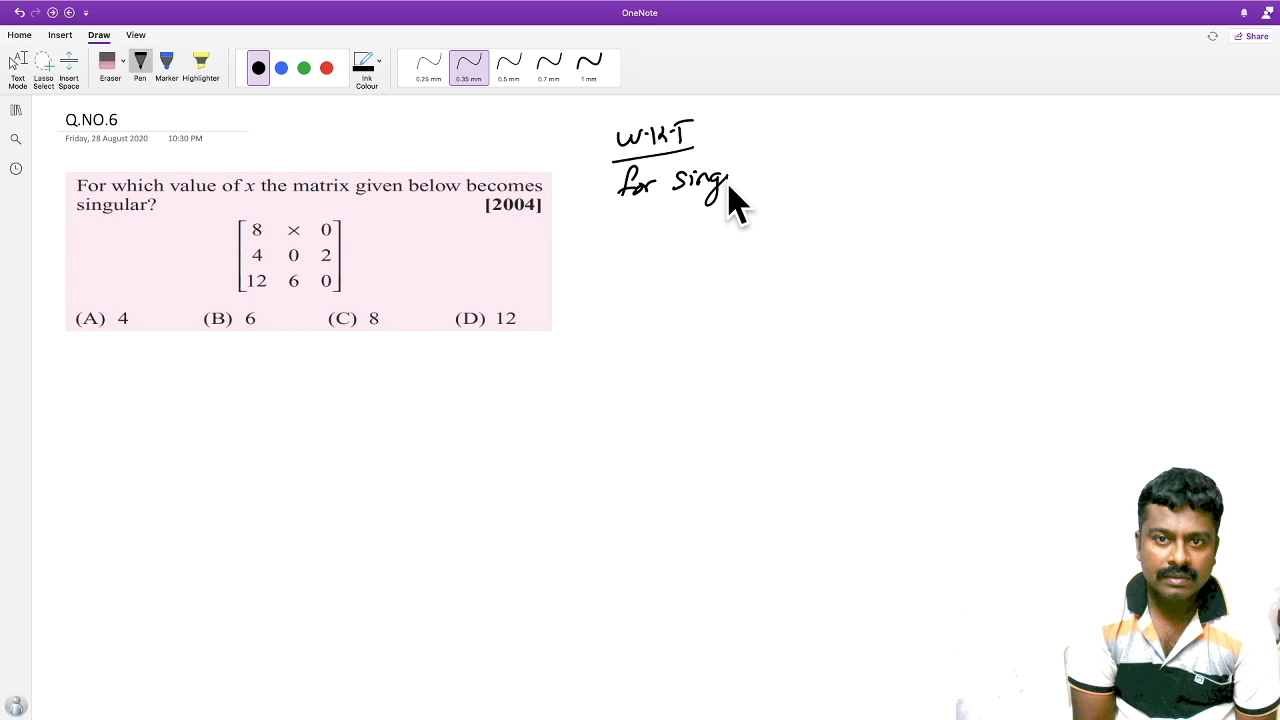 OneNote
Home Insert Draw View
Share
Text Mode Lasso Select Insert Space Eraser Pen Marker Highlighter Ink Colour 0.25 mm 0.35 mm 0.5 mm 0.7 mm 1 mm
Q.NO.6
Friday, 28 August 2020 10:30 PM
For which value of x the matrix given below becomes
singular? [2004]
8 × 0
4 0 2
12 6 0
(A) 4 (B) 6 (C) 8 (D) 12
W·K·T
for sing